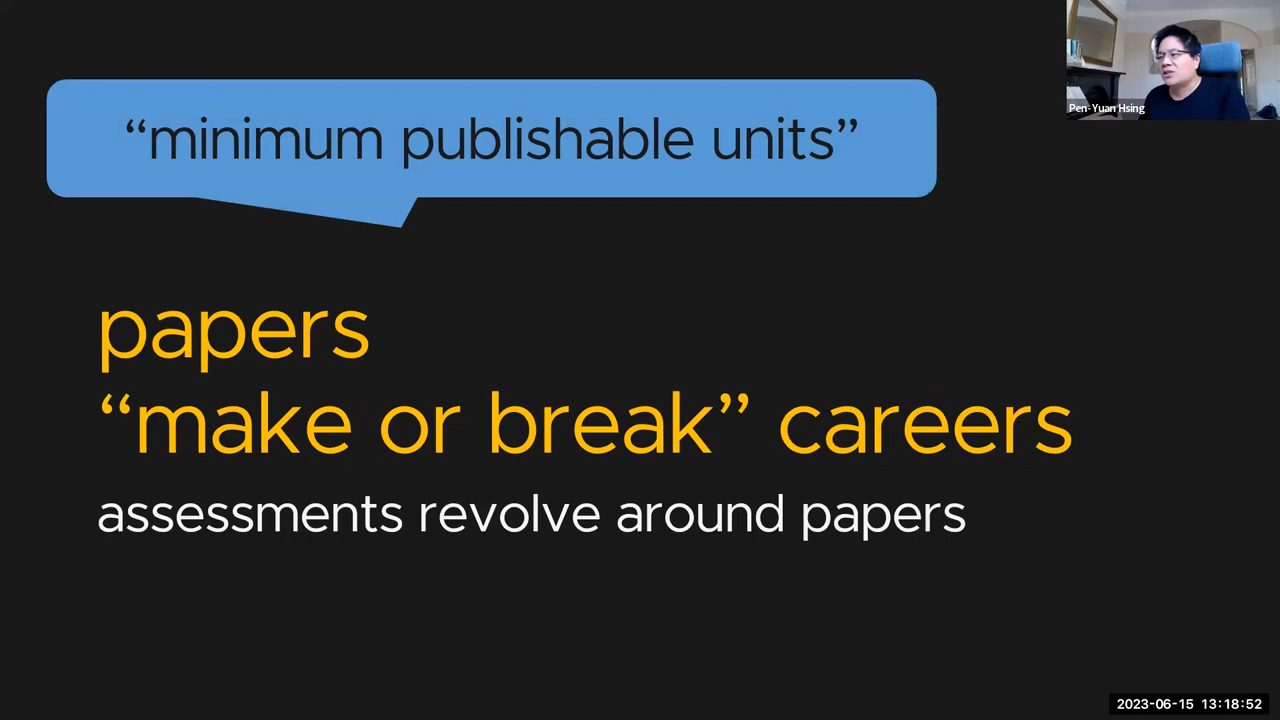 “minimum publishable units”
Pen-Yuan Hsing
papers
“make or break” careers
assessments revolve around papers
2023-06-15 13:18:52